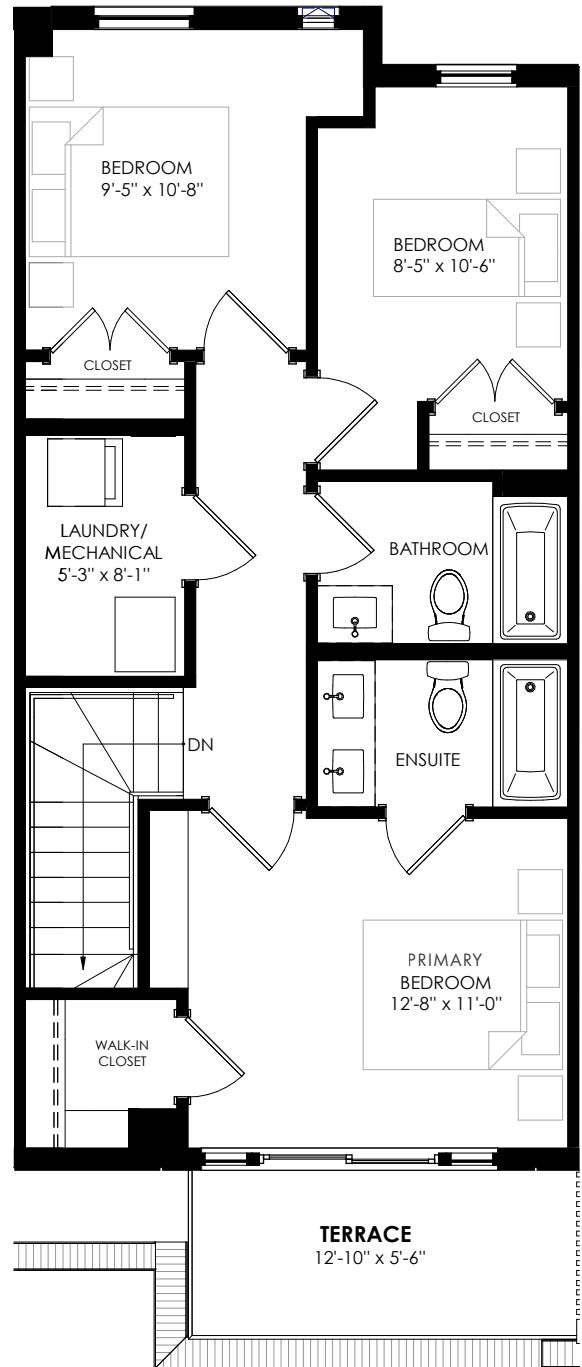 BEDROOM
9'-5" x 10'-8"
BEDROOM
8'-5" x 10'-6"
CLOSET
CLOSET
LAUNDRY/
MECHANICAL
5'-3" x 8'-1"
BATHROOM
DN
ENSUITE
PRIMARY
BEDROOM
12'-8" x 11'-0"
WALK-IN
CLOSET
TERRACE
12'-10" x 5'-6"